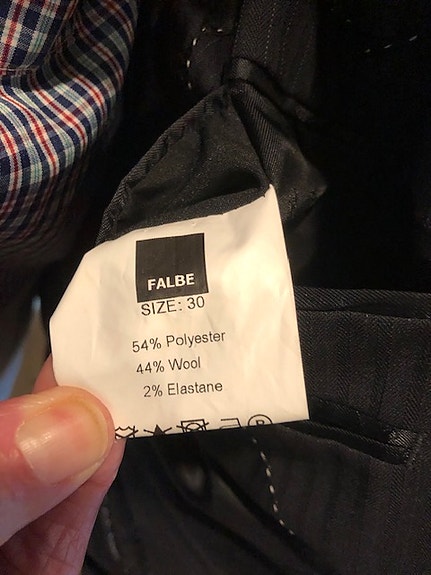 FALBE
SIZE: 30
54% Polyester
44% Wool
2% Elastane